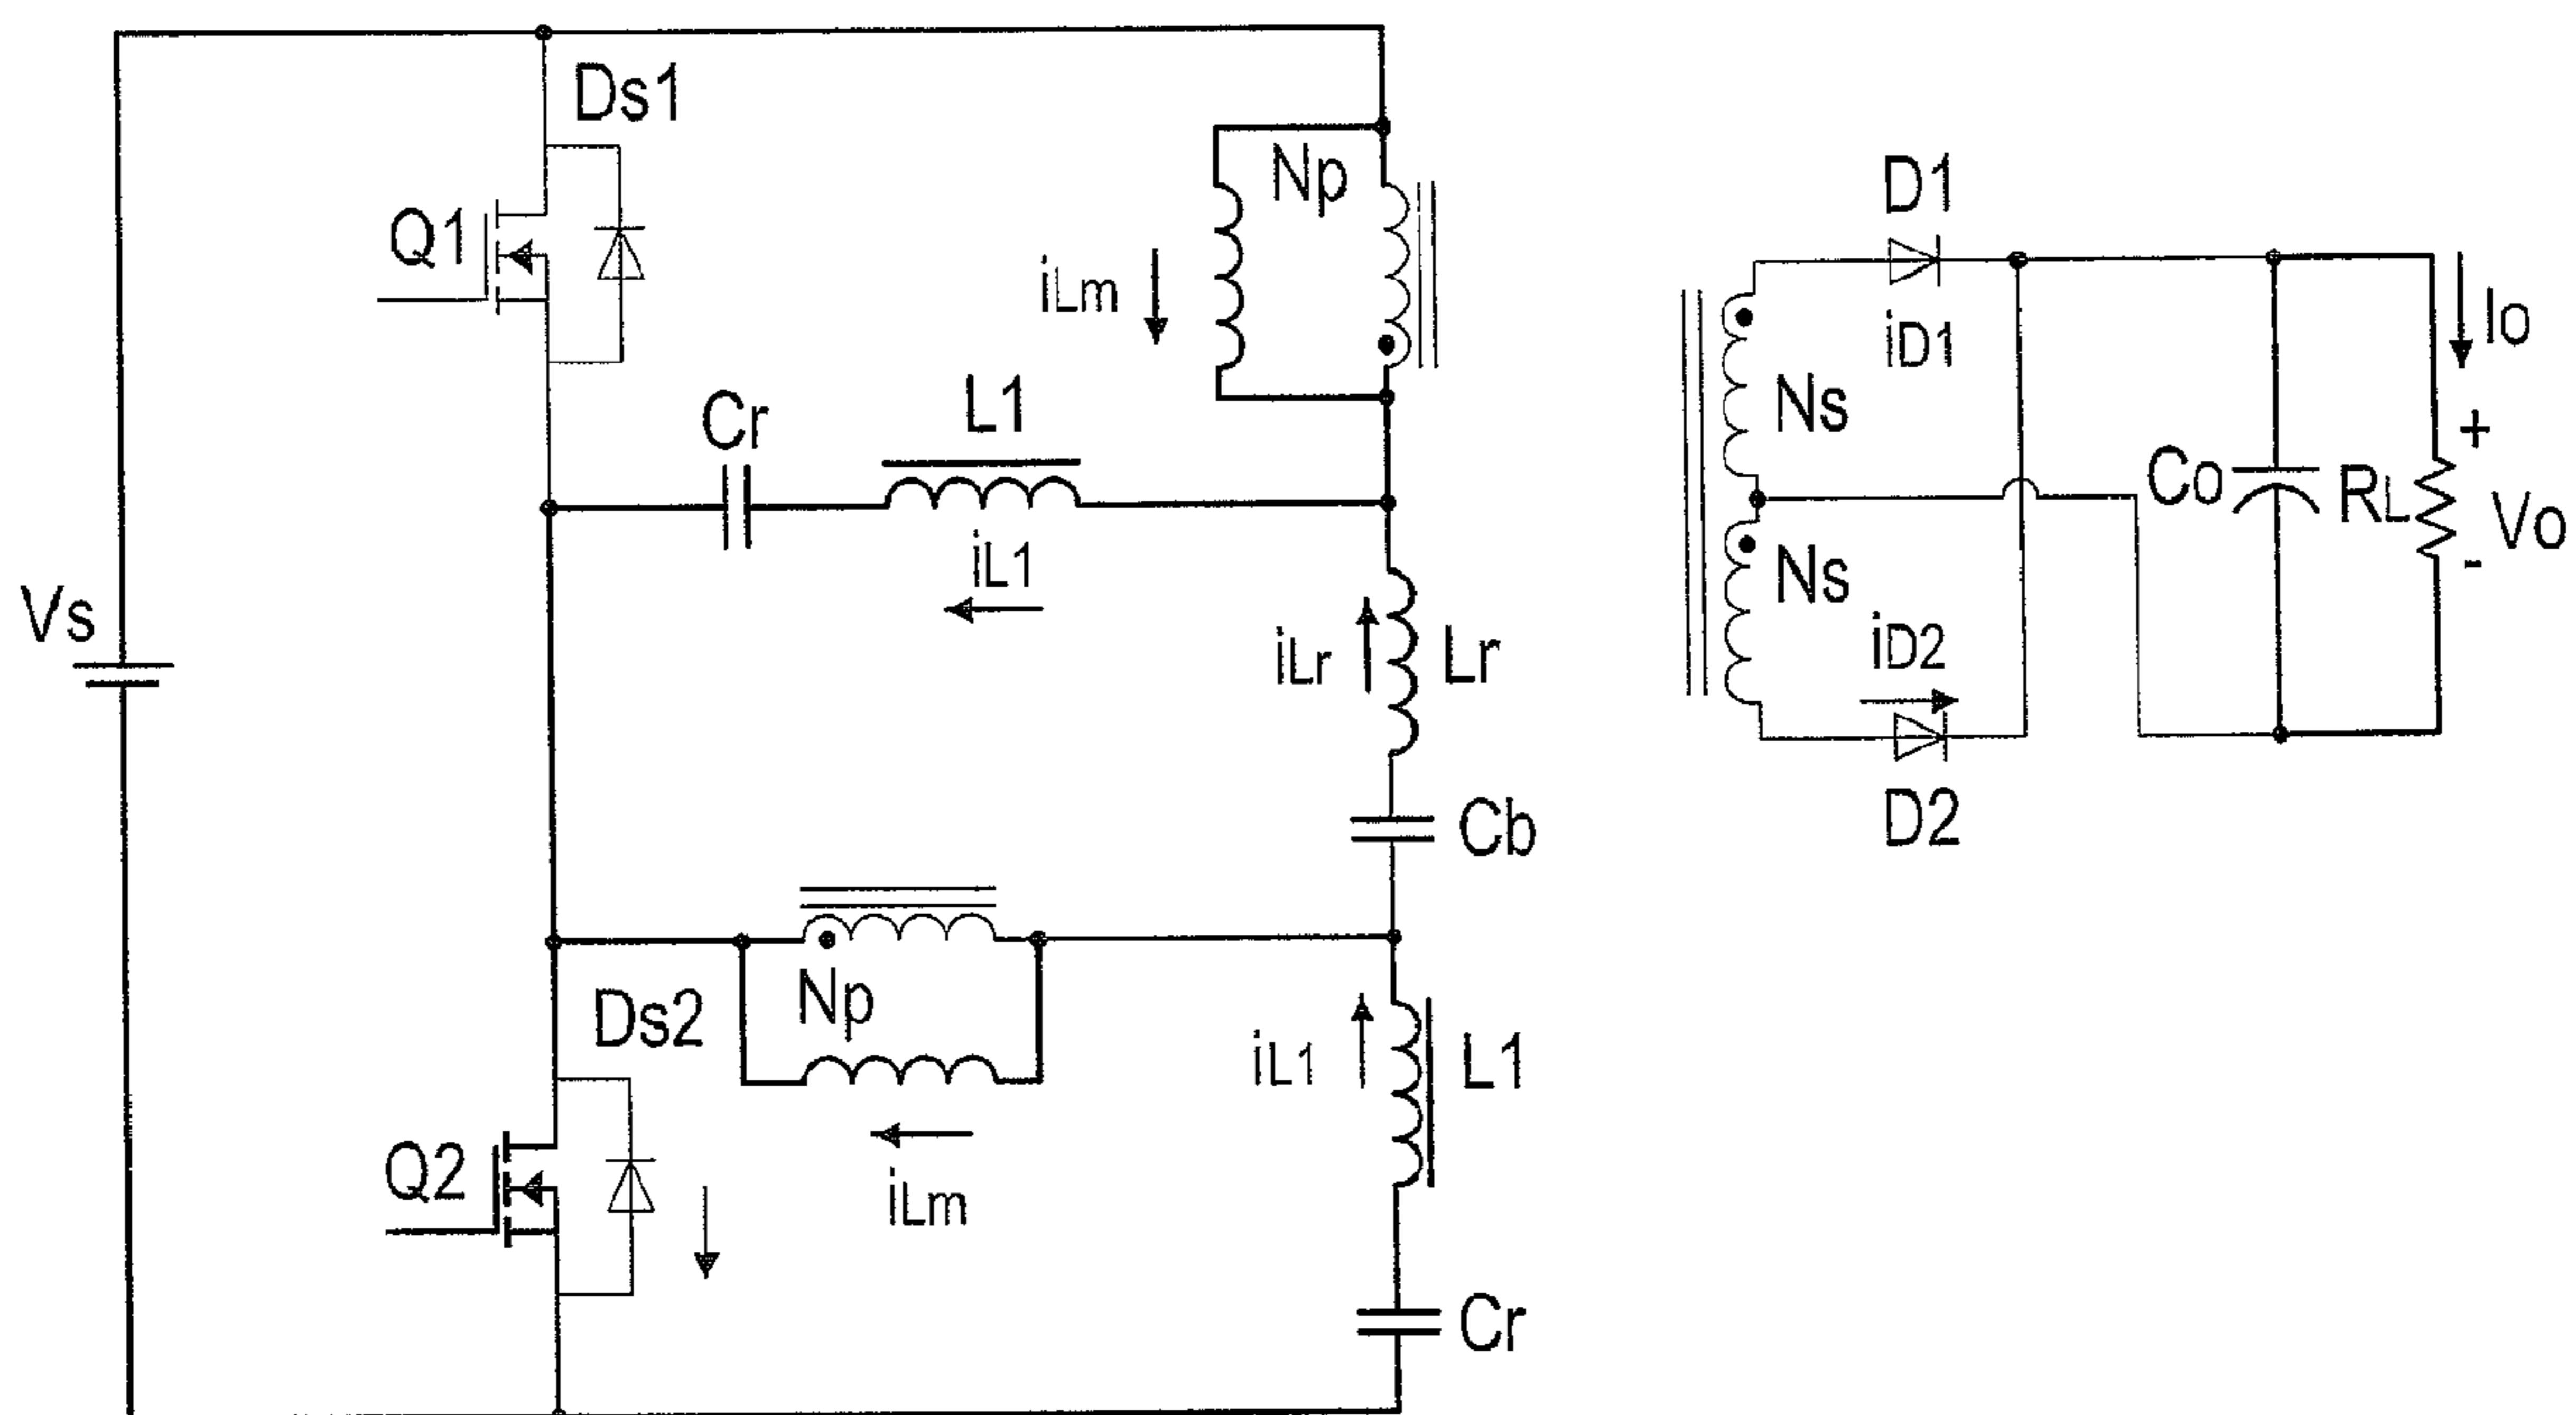 Ds1
Q1
Np
iLm
Cr
L1
iL1
Vs
iLr
Lr
Cb
Np
Ds2
iL1
L1
Q2
iLm
Cr
D1
iD1
Io
Ns
+
Co
RL
Vo
Ns
-
iD2
D2